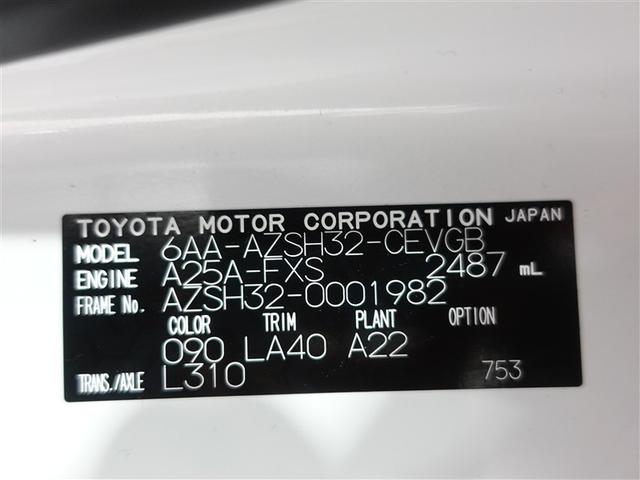 TOYOTA MOTOR CORPORATION JAPAN
MODEL 6AA-AZSH32-CEVGB
ENGINE A25A-FXS 2487 mL
FRAME No. AZSH32-0001982
COLOR TRIM PLANT OPTION
090 LA40 A22
TRANS./AXLE L310 753